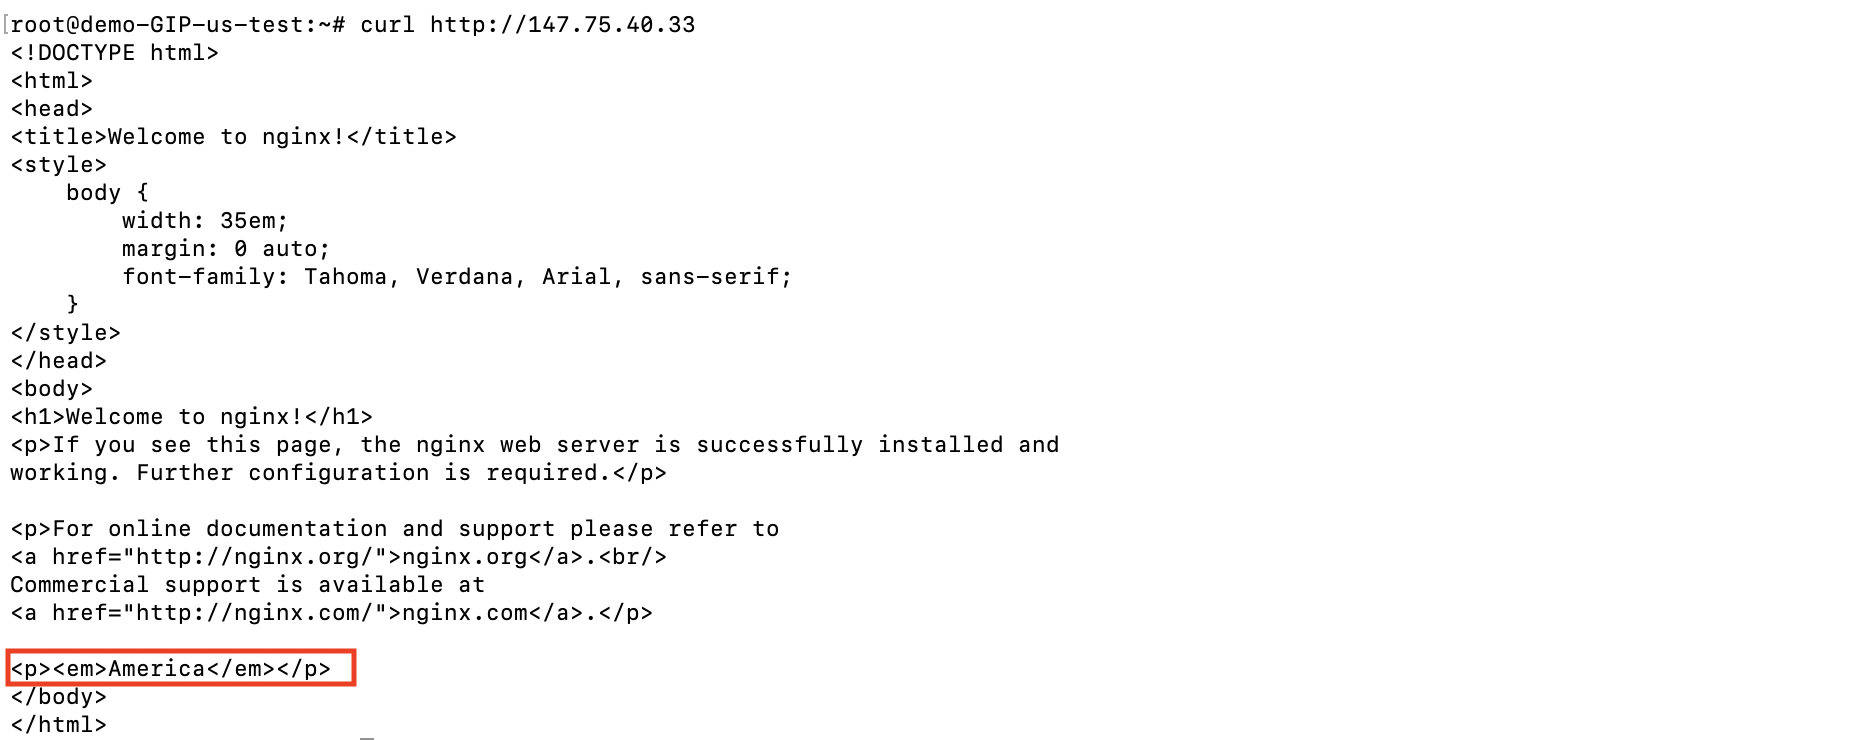 [root@demo-GIP-us-test:~# curl http://147.75.40.33
<!DOCTYPE html>
<html>
<head>
<title>Welcome to nginx!</title>
<style>
    body {
        width: 35em;
        margin: 0 auto;
        font-family: Tahoma, Verdana, Arial, sans-serif;
    }
</style>
</head>
<body>
<h1>Welcome to nginx!</h1>
<p>If you see this page, the nginx web server is successfully installed and
working. Further configuration is required.</p>

<p>For online documentation and support please refer to
<a href="http://nginx.org/">nginx.org</a>.<br/>
Commercial support is available at
<a href="http://nginx.com/">nginx.com</a>.</p>

<p><em>America</em></p>
</body>
</html>